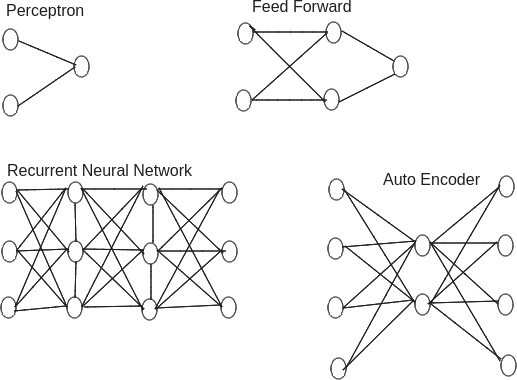 Perceptron
Feed Forward
Recurrent Neural Network
Auto Encoder